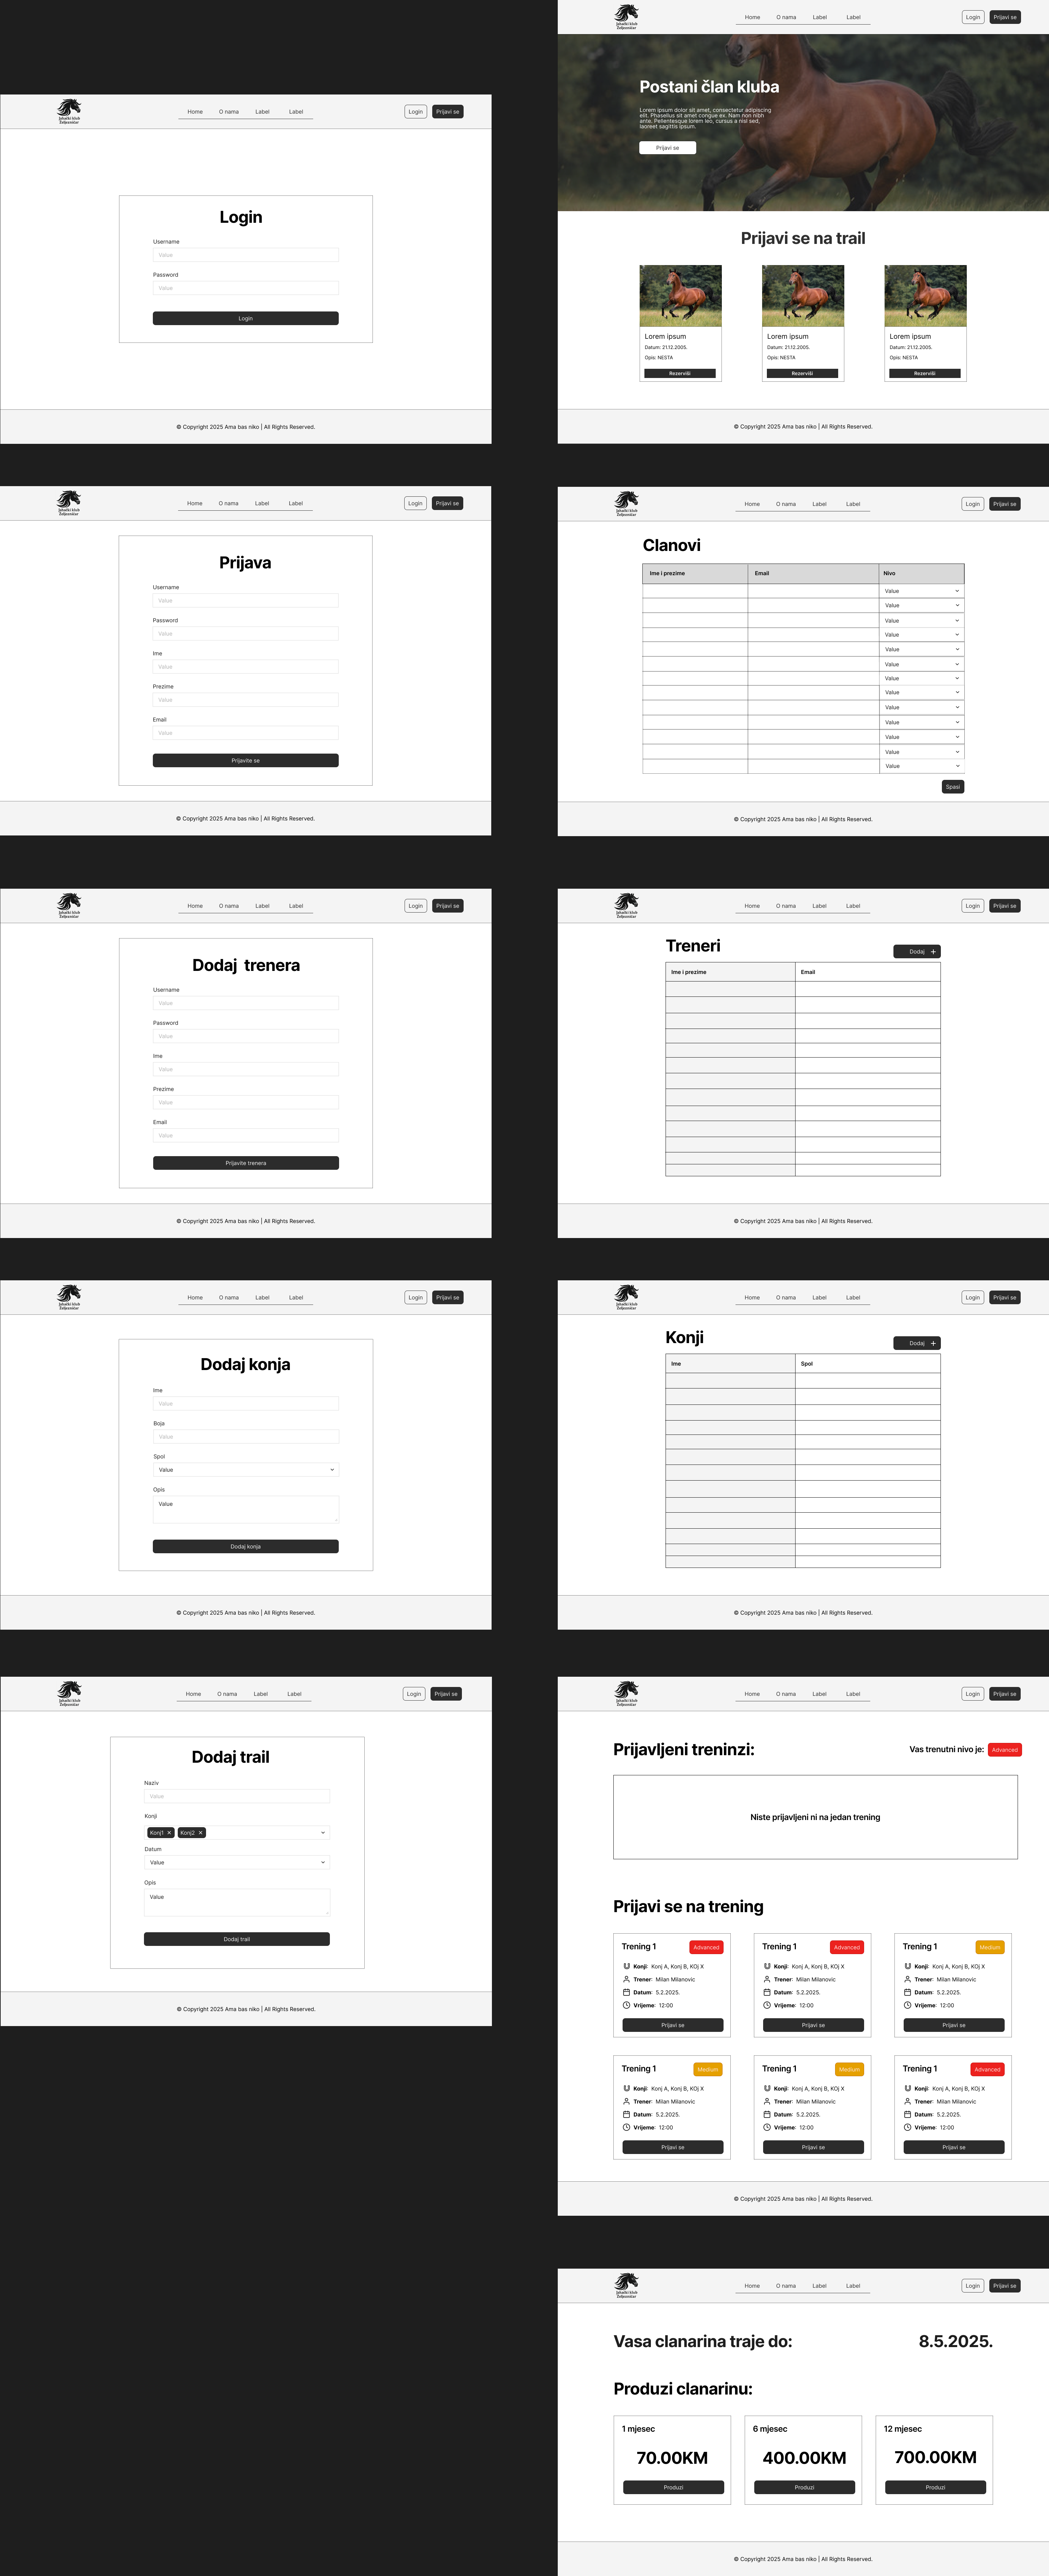 Jahački klub
Home O nama Label Label
Login Prijavi se
Login
Username
Value
Password
Value
Login
© Copyright 2025 Ama bas niko | All Rights Reserved.
Jahački klub
Home O nama Label Label
Login Prijavi se
Postani član kluba
Lorem ipsum dolor sit amet, consectetur adipiscing
elit. Phasellus sit amet congue ex. Nam non nibh
ante. Pellentesque lorem leo, cursus a nisi sed,
laoreet sagittis ipsum.
Prijavi se
Prijavi se na trail
Lorem ipsum
Datum: 21.12.2005.
Opis: NESTA
Rezerviši
Lorem ipsum
Datum: 21.12.2005.
Opis: NESTA
Rezerviši
Lorem ipsum
Datum: 21.12.2005.
Opis: NESTA
Rezerviši
© Copyright 2025 Ama bas niko | All Rights Reserved.
Jahački klub
Home O nama Label Label
Login Prijavi se
Prijava
Username
Value
Password
Value
Ime
Value
Prezime
Value
Email
Value
Prijavite se
© Copyright 2025 Ama bas niko | All Rights Reserved.
Jahački klub
Home O nama Label Label
Login Prijavi se
Clanovi
Ime i prezime Email Nivo
Value
Value
Value
Value
Value
Value
Value
Value
Value
Value
Value
Value
Value
Spasi
© Copyright 2025 Ama bas niko | All Rights Reserved.
Jahački klub
Home O nama Label Label
Login Prijavi se
Dodaj trenera
Username
Value
Password
Value
Ime
Value
Prezime
Value
Email
Value
Prijavite trenera
© Copyright 2025 Ama bas niko | All Rights Reserved.
Jahački klub
Home O nama Label Label
Login Prijavi se
Treneri
Dodaj +
Ime i prezime Email
© Copyright 2025 Ama bas niko | All Rights Reserved.
Jahački klub
Home O nama Label Label
Login Prijavi se
Dodaj konja
Ime
Value
Boja
Value
Spol
Value
Opis
Value
Dodaj konja
© Copyright 2025 Ama bas niko | All Rights Reserved.
Jahački klub
Home O nama Label Label
Login Prijavi se
Konji
Dodaj +
Ime Spol
© Copyright 2025 Ama bas niko | All Rights Reserved.
Jahački klub
Home O nama Label Label
Login Prijavi se
Dodaj trail
Naziv
Value
Konji
Konj1 × Konj2 ×
Datum
Value
Opis
Value
Dodaj trail
© Copyright 2025 Ama bas niko | All Rights Reserved.
Jahački klub
Home O nama Label Label
Login Prijavi se
Prijavljeni treninzi:
Vas trenutni nivo je: Advanced
Niste prijavljeni ni na jedan trening
Prijavi se na trening
Trening 1 Advanced
Konji: Konj A, Konj B, KOj X
Trener: Milan Milanovic
Datum: 5.2.2025.
Vrijeme: 12:00
Prijavi se
Trening 1 Advanced
Konji: Konj A, Konj B, KOj X
Trener: Milan Milanovic
Datum: 5.2.2025.
Vrijeme: 12:00
Prijavi se
Trening 1 Medium
Konji: Konj A, Konj B, KOj X
Trener: Milan Milanovic
Datum: 5.2.2025.
Vrijeme: 12:00
Prijavi se
Trening 1 Medium
Konji: Konj A, Konj B, KOj X
Trener: Milan Milanovic
Datum: 5.2.2025.
Vrijeme: 12:00
Prijavi se
Trening 1 Medium
Konji: Konj A, Konj B, KOj X
Trener: Milan Milanovic
Datum: 5.2.2025.
Vrijeme: 12:00
Prijavi se
Trening 1 Advanced
Konji: Konj A, Konj B, KOj X
Trener: Milan Milanovic
Datum: 5.2.2025.
Vrijeme: 12:00
Prijavi se
© Copyright 2025 Ama bas niko | All Rights Reserved.
Jahački klub
Home O nama Label Label
Login Prijavi se
Vasa clanarina traje do: 8.5.2025.
Produzi clanarinu:
1 mjesec
70.00KM
Produzi
6 mjesec
400.00KM
Produzi
12 mjesec
700.00KM
Produzi
© Copyright 2025 Ama bas niko | All Rights Reserved.